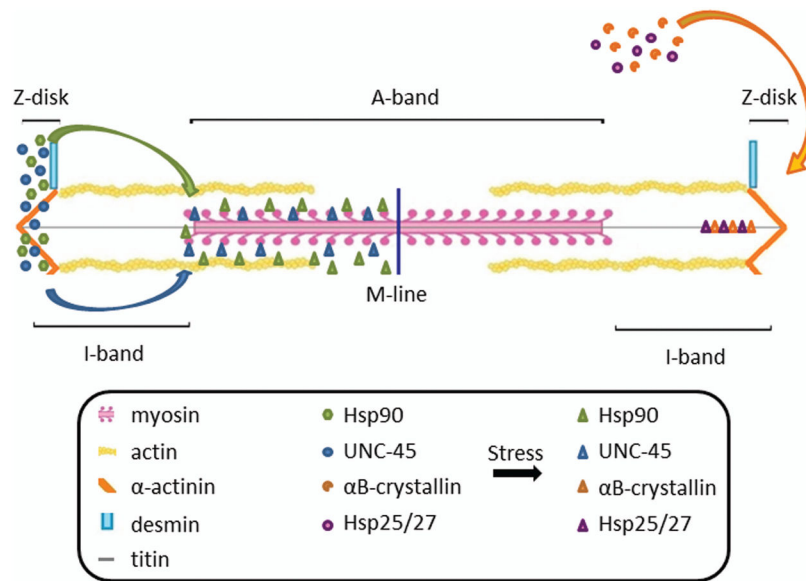 Z-disk
A-band
Z-disk
M-line
I-band
I-band
myosin
Hsp90
Hsp90
actin
UNC-45
Stress
UNC-45
α-actinin
αB-crystallin
αB-crystallin
desmin
Hsp25/27
Hsp25/27
titin